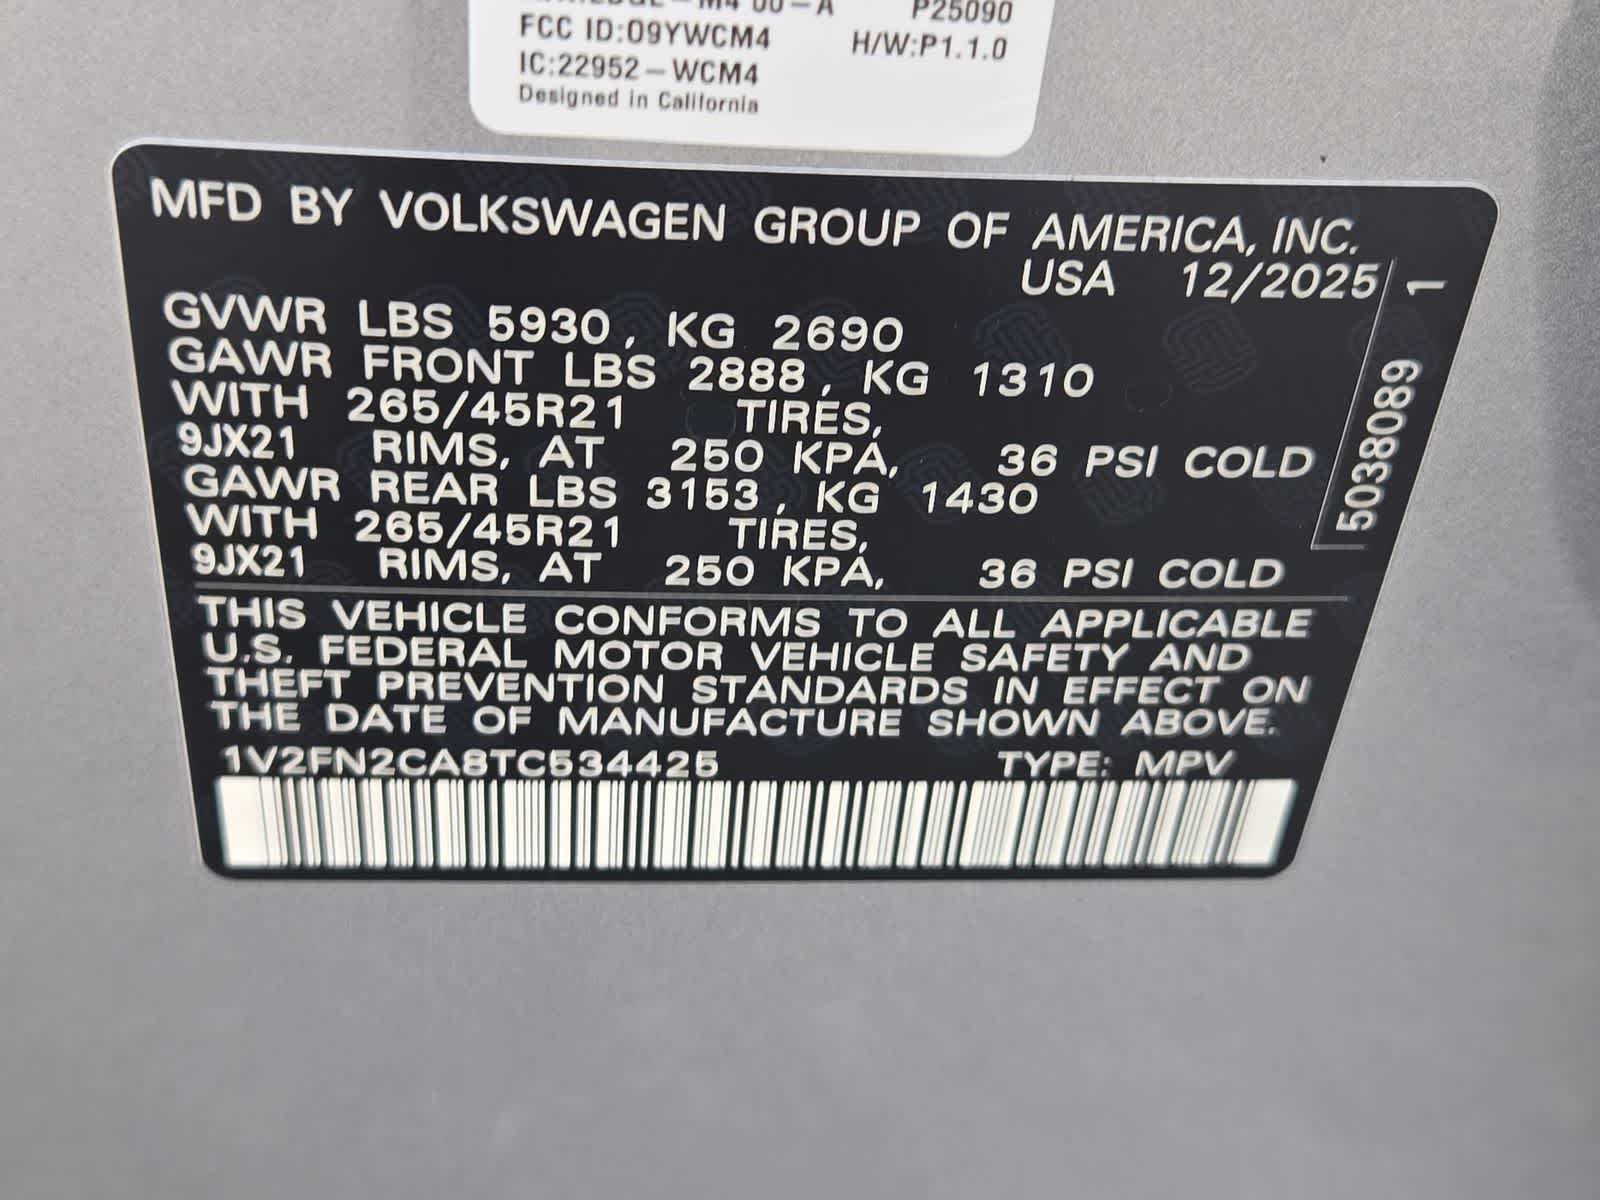 M4 00-A P25090
FCC ID:O9YWCM4 H/W:P1.1.0
IC:22952-WCM4
Designed in California
MFD BY VOLKSWAGEN GROUP OF AMERICA, INC.
USA 12/2025
GVWR LBS 5930, KG 2690
GAWR FRONT LBS 2888, KG 1310
WITH 265/45R21 TIRES,
9JX21 RIMS, AT 250 KPA, 36 PSI COLD
GAWR REAR LBS 3153, KG 1430
WITH 265/45R21 TIRES,
9JX21 RIMS, AT 250 KPA, 36 PSI COLD
5038089 1
THIS VEHICLE CONFORMS TO ALL APPLICABLE
U.S. FEDERAL MOTOR VEHICLE SAFETY AND
THEFT PREVENTION STANDARDS IN EFFECT ON
THE DATE OF MANUFACTURE SHOWN ABOVE.
1V2FN2CA8TC534425 TYPE: MPV